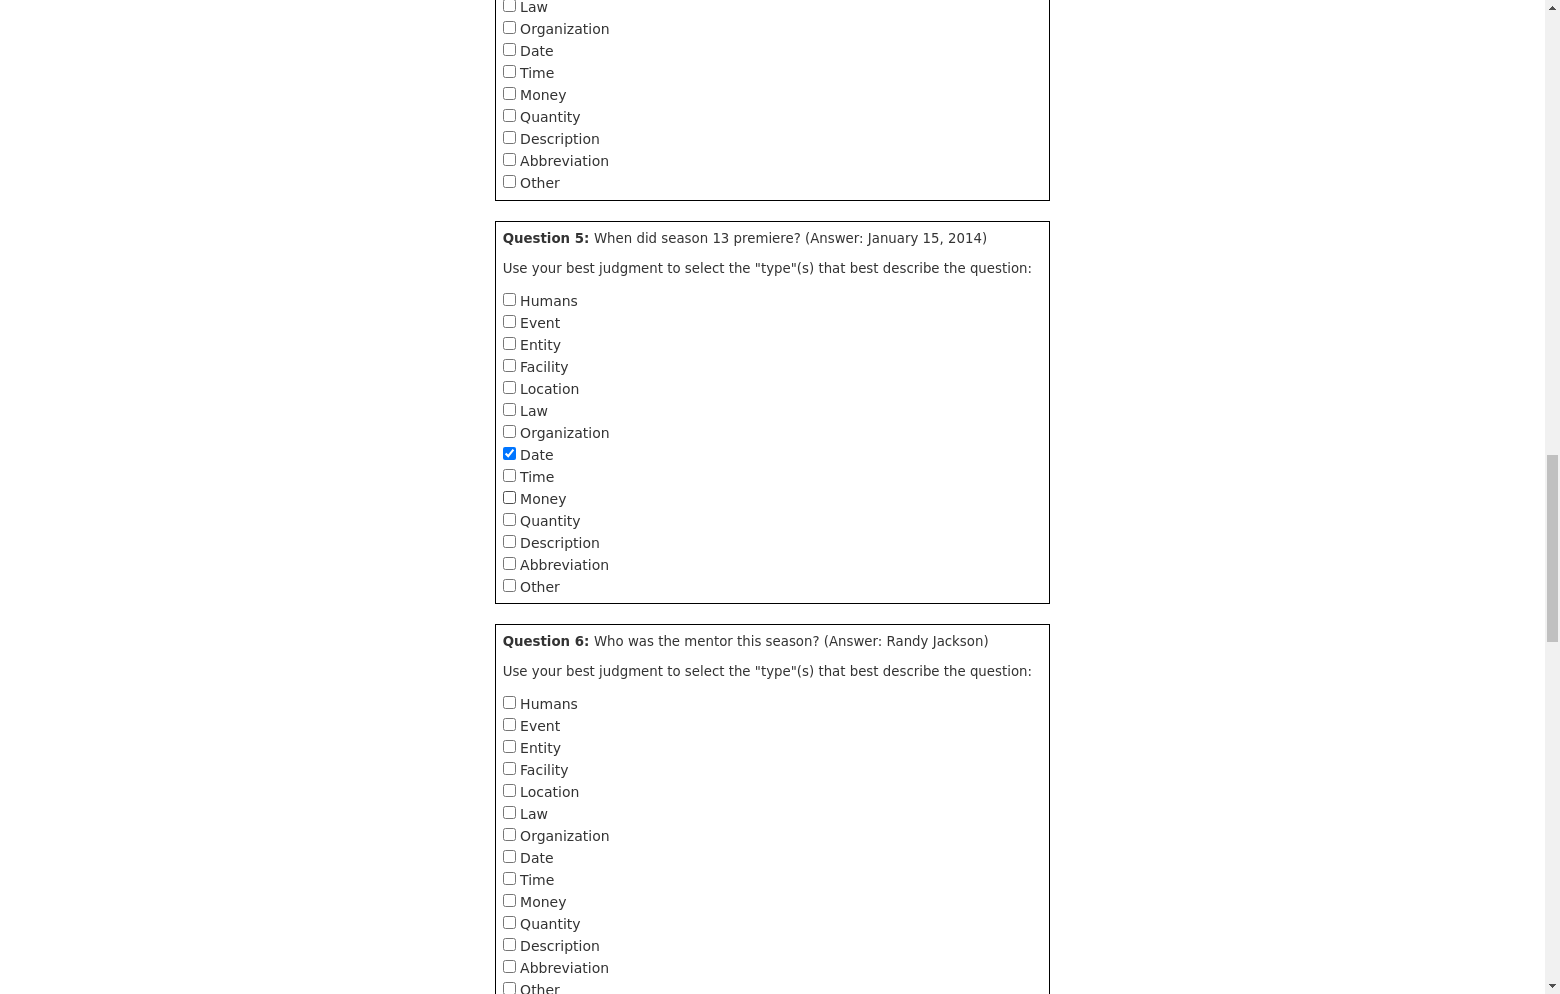 Law
Organization
Date
Time
Money
Quantity
Description
Abbreviation
Other
Question 5: When did season 13 premiere? (Answer: January 15, 2014)
Use your best judgment to select the "type"(s) that best describe the question:
Humans
Event
Entity
Facility
Location
Law
Organization
Date
Time
Money
Quantity
Description
Abbreviation
Other
Question 6: Who was the mentor this season? (Answer: Randy Jackson)
Use your best judgment to select the "type"(s) that best describe the question:
Humans
Event
Entity
Facility
Location
Law
Organization
Date
Time
Money
Quantity
Description
Abbreviation
Other